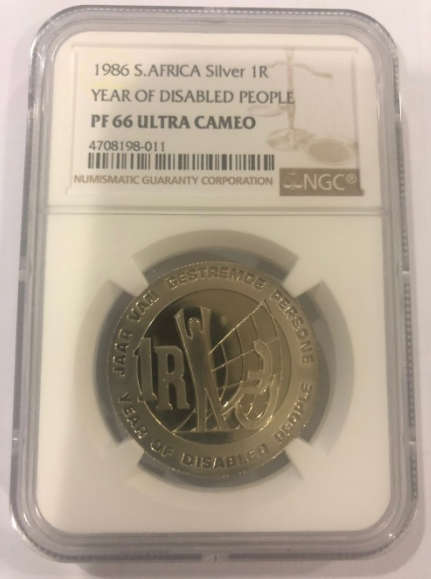 1986 S.AFRICA Silver 1R
YEAR OF DISABLED PEOPLE
PF 66 ULTRA CAMEO
4708198-011
NUMISMATIC GUARANTY CORPORATION
NGC®
JAAR VAN GESTREMDE PERSONE
1R
YEAR OF DISABLED PEOPLE